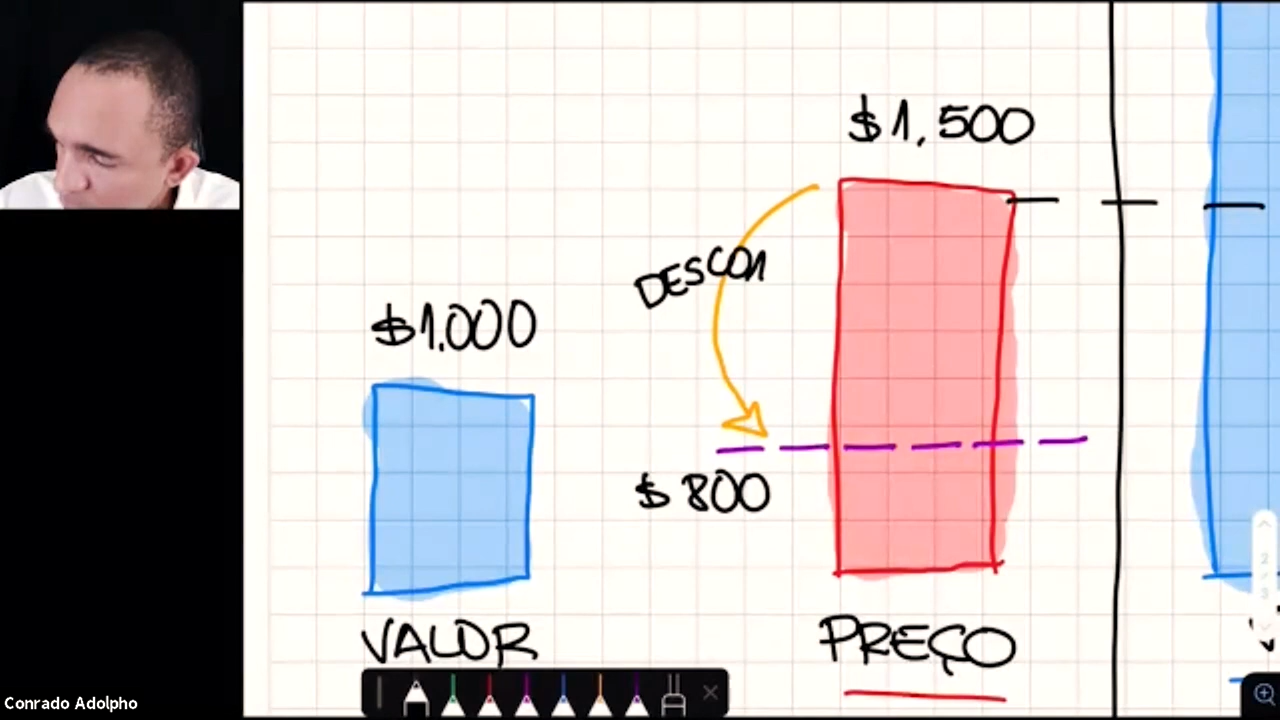 $1,500
DESCON
$1.000
$800
VALOR
PREÇO
Conrado Adolpho